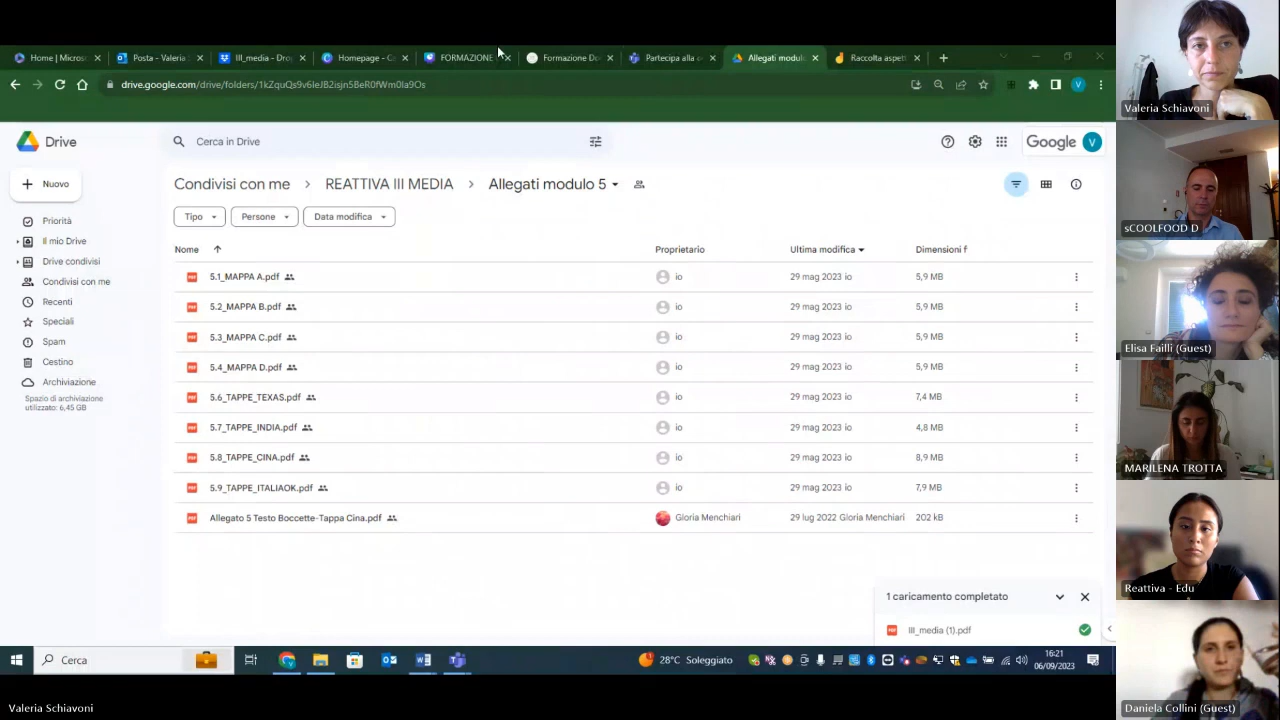 Home | Micros
Posta - Valeria
III_media - Dro
Homepage - C
FORMAZIONE
Formazione Do
Partecipa alla
Allegati modulo
Raccolta aspett
drive.google.com/drive/folders/
Drive
Cerca in Drive
Google
V
Nuovo
Condivisi con me
REATTIVA III MEDIA
Allegati modulo 5
Tipo
Persone
Data modifica
Priorità
Il mio Drive
Drive condivisi
Condivisi con me
Recenti
Speciali
Spam
Cestino
Archiviazione
Spazio di archiviazione
utilizzato: 6,45 GB
Nome Proprietario Ultima modifica Dimensioni f
5.1_MAPPA A.pdf io 29 mag 2023 io 5,9 MB
5.2_MAPPA B.pdf io 29 mag 2023 io 5,9 MB
5.3_MAPPA C.pdf io 29 mag 2023 io 5,9 MB
5.4_MAPPA D.pdf io 29 mag 2023 io 5,9 MB
5.6_TAPPE_TEXAS.pdf io 29 mag 2023 io 7,4 MB
5.7_TAPPE_INDIA.pdf io 29 mag 2023 io 4,8 MB
5.8_TAPPE_CINA.pdf io 29 mag 2023 io 8,9 MB
5.9_TAPPE_ITALIAOK.pdf io 29 mag 2023 io 7,9 MB
Allegato 5 Testo Boccette-Tappa Cina.pdf Gloria Menchiari 29 lug 2022 Gloria Menchiari 202 kB
1 caricamento completato
III_media (1).pdf
Cerca
28°C Soleggiato
16:21
06/09/2023
Valeria Schiavoni
Valeria Schiavoni
sCOOLFOOD D
Elisa Failli (Guest)
MARILENA TROTTA
Reattiva - Edu
Daniela Collini (Guest)